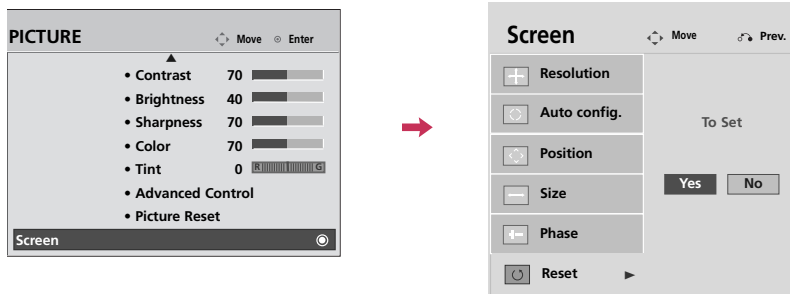 PICTURE Move Enter
• Contrast 70
• Brightness 40
• Sharpness 70
• Color 70
• Tint 0 R G
• Advanced Control
• Picture Reset
Screen
Screen Move Prev.
Resolution
Auto config.
Position
Size
Phase
Reset
To Set
Yes No